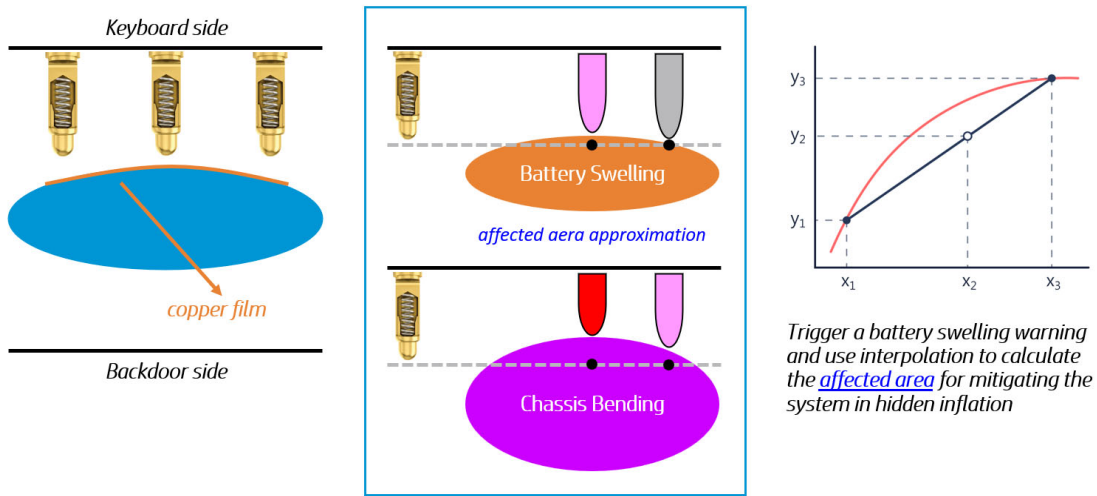 Keyboard side
copper film
Backdoor side
Battery Swelling
affected aera approximation
Chassis Bending
y3
y2
y1
x1
x2
x3
Trigger a battery swelling warning
and use interpolation to calculate
the affected area for mitigating the
system in hidden inflation